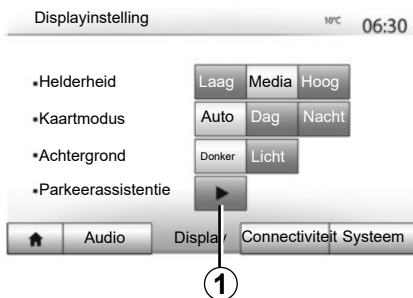 Displayinstelling 10°C 06:30
▪Helderheid Laag Media Hoog
▪Kaartmodus Auto Dag Nacht
▪Achtergrond Donker Licht
▪Parkeerassistentie
Audio Display Connectiviteit Systeem
1